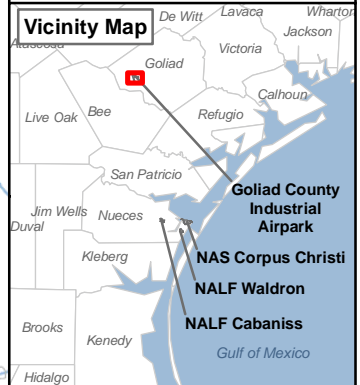 Vicinity Map
De Witt
Lavaca
Wharton
Jackson
Atascosa
Goliad
Victoria
Calhoun
Bee
Live Oak
Refugio
San Patricio
Goliad County
Industrial
Airpark
Jim Wells
Nueces
Duval
NAS Corpus Christi
Kleberg
NALF Waldron
NALF Cabaniss
Brooks
Kenedy
Gulf of Mexico
Hidalgo